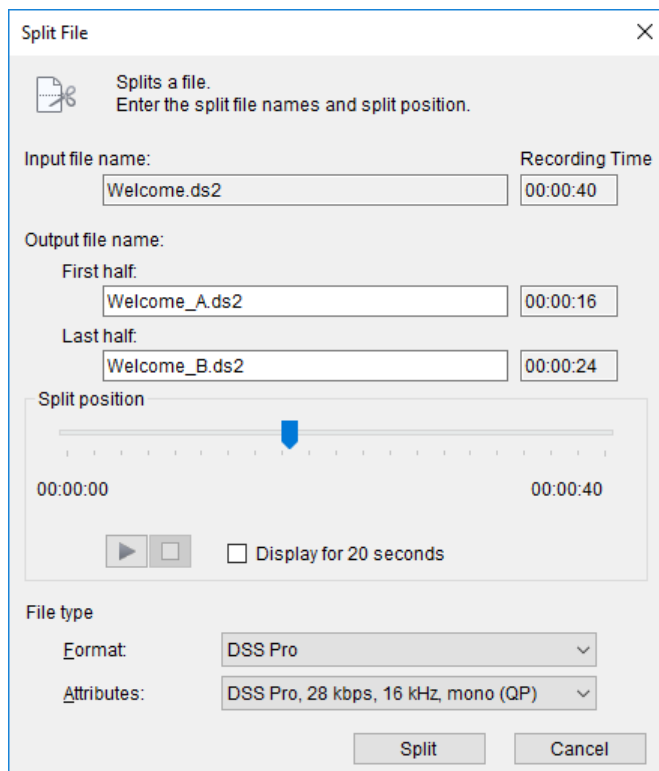 Split File
Splits a file.
Enter the split file names and split position.
Input file name:
Recording Time
Welcome.ds2
00:00:40
Output file name:
First half:
Welcome_A.ds2
00:00:16
Last half:
Welcome_B.ds2
00:00:24
Split position
00:00:00
00:00:40
Display for 20 seconds
File type
Format:
DSS Pro
Attributes:
DSS Pro, 28 kbps, 16 kHz, mono (QP)
Split
Cancel